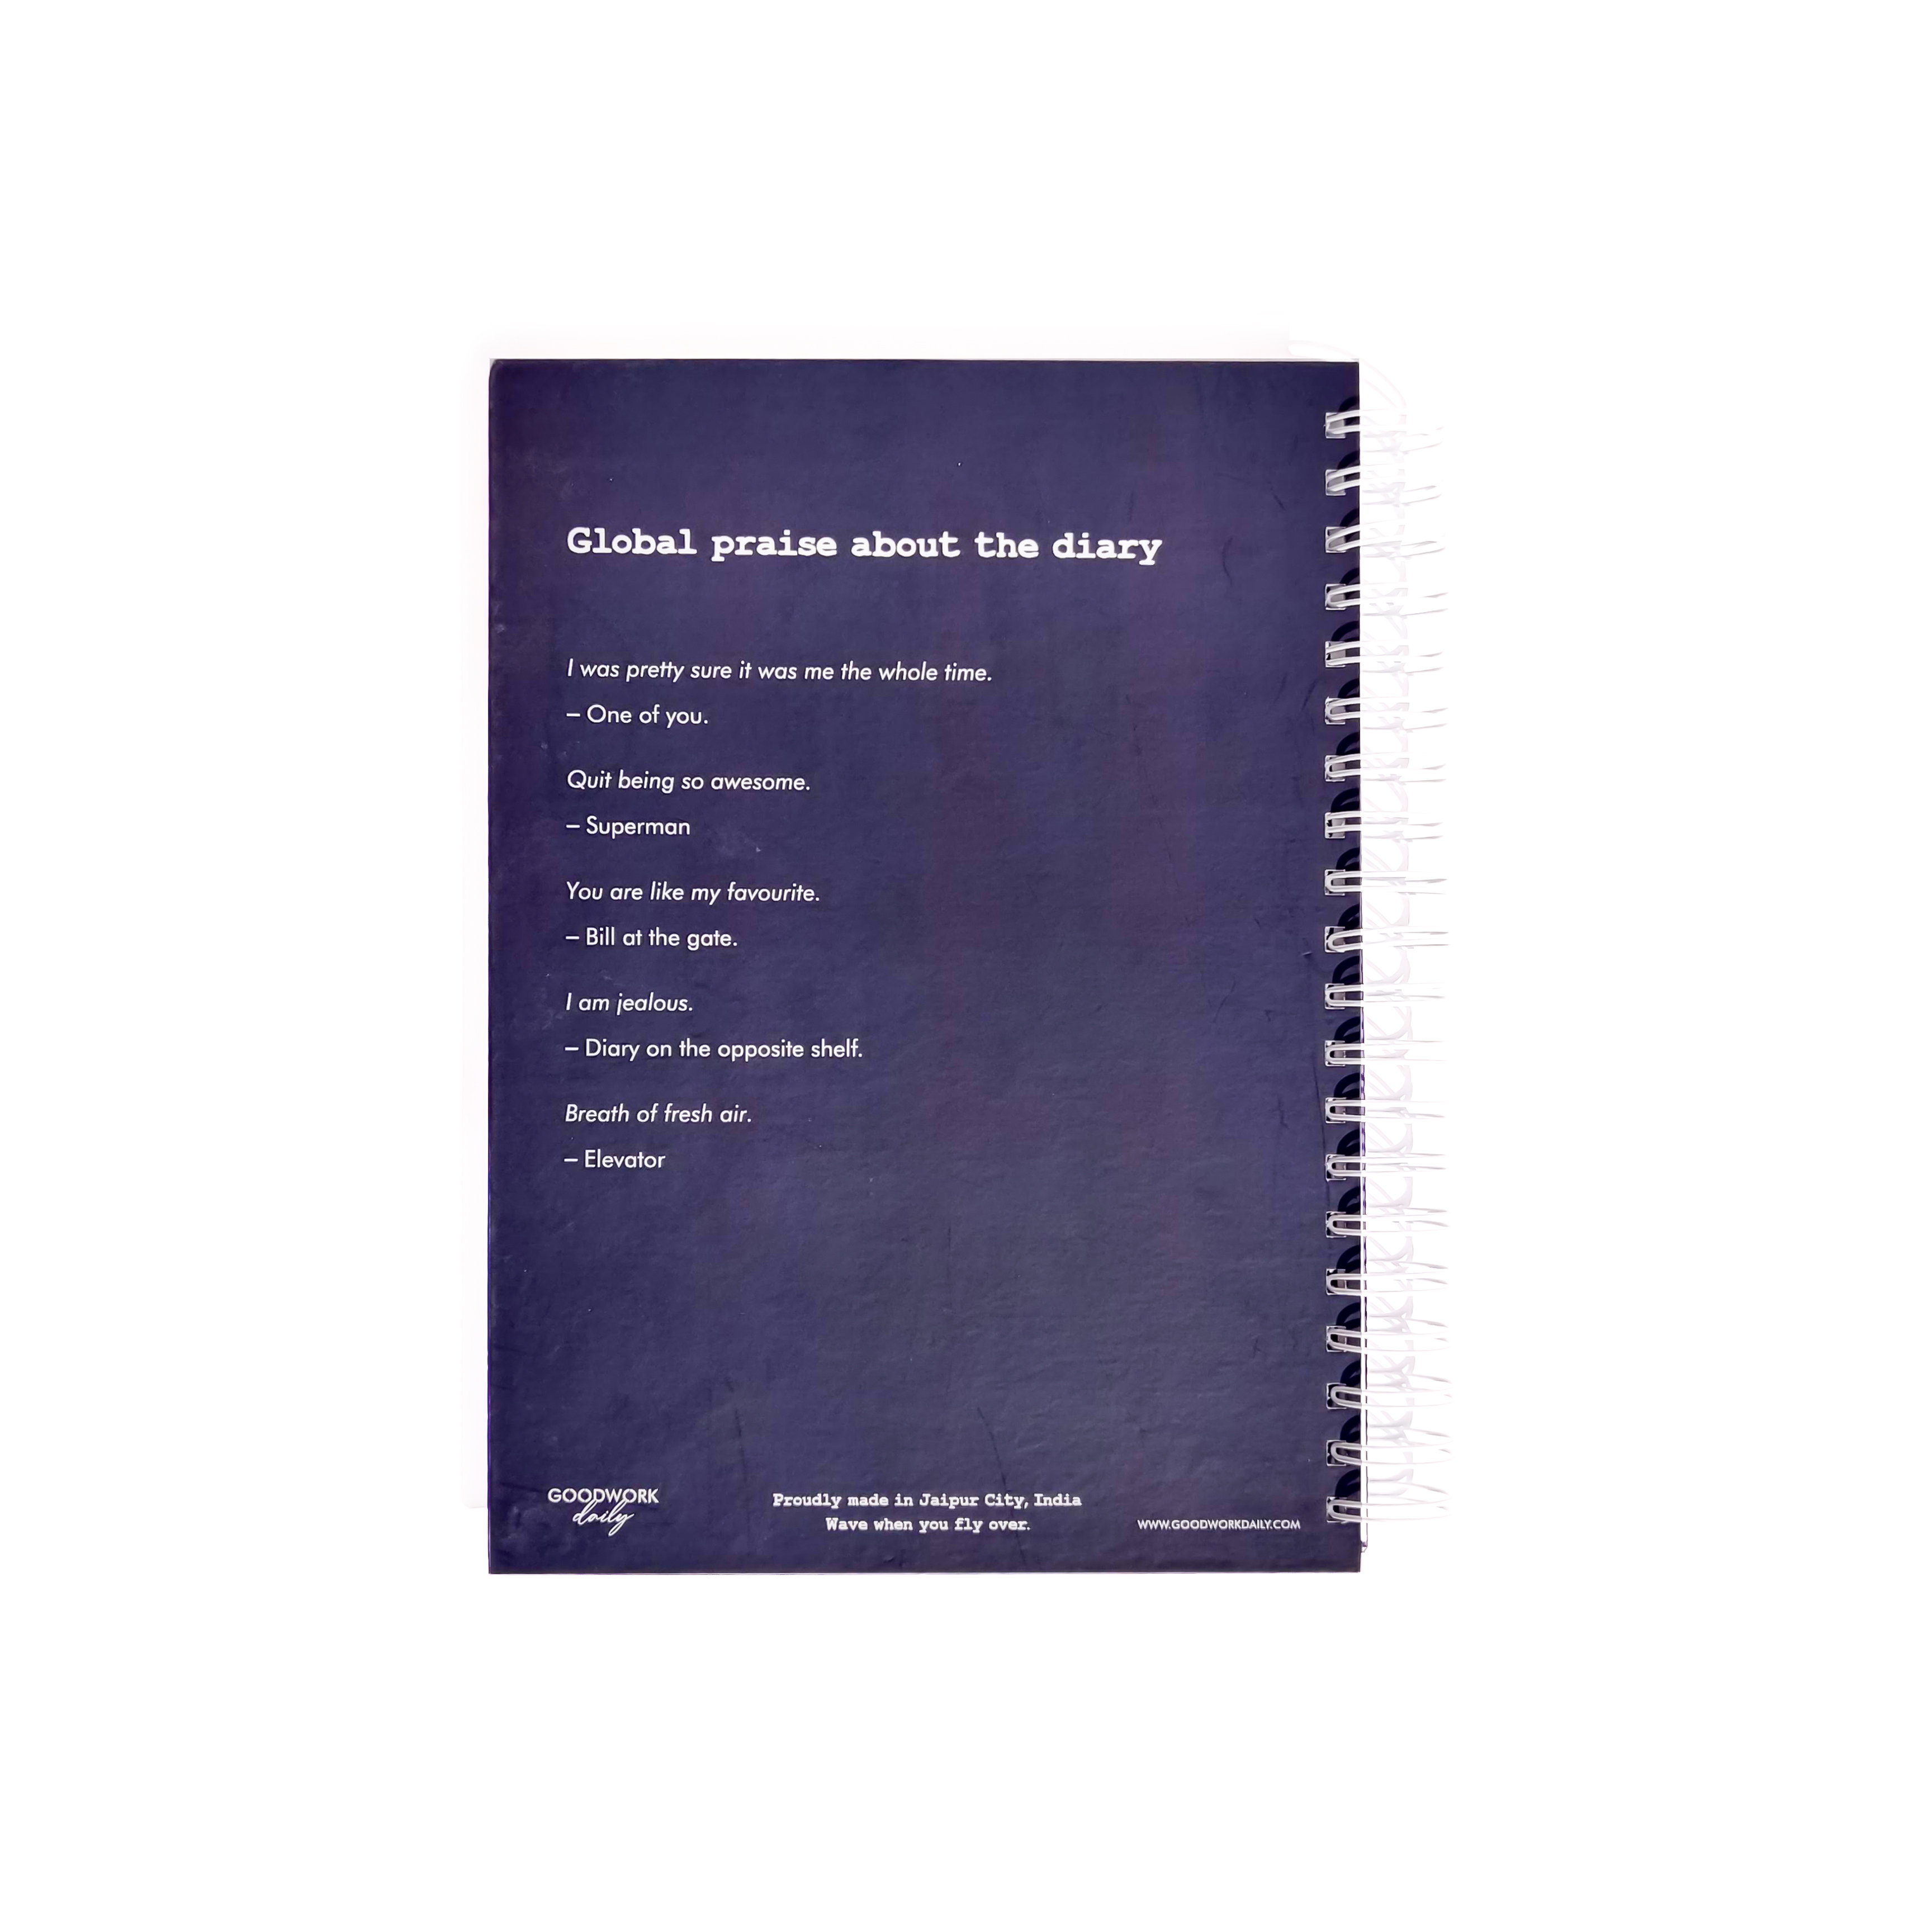 Global praise about the diary
I was pretty sure it was me the whole time.
– One of you.
Quit being so awesome.
– Superman
You are like my favourite.
– Bill at the gate.
I am jealous.
– Diary on the opposite shelf.
Breath of fresh air.
– Elevator
GOODWORK
daily
Proudly made in Jaipur City, India
Wave when you fly over.
WWW.GOODWORKDAILY.COM